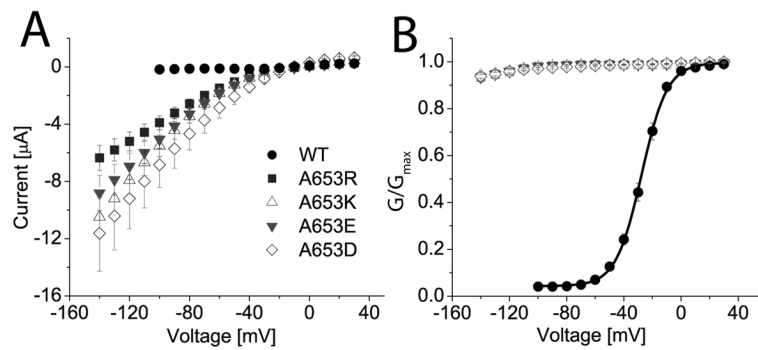 A
Current [µA]
0
-4
-8
-12
-16
-160 -120 -80 -40 0 40
Voltage [mV]
WT
A653R
A653K
A653E
A653D
B
G/Gmax
1.0
0.8
0.6
0.4
0.2
0.0
-160 -120 -80 -40 0 40
Voltage [mV]